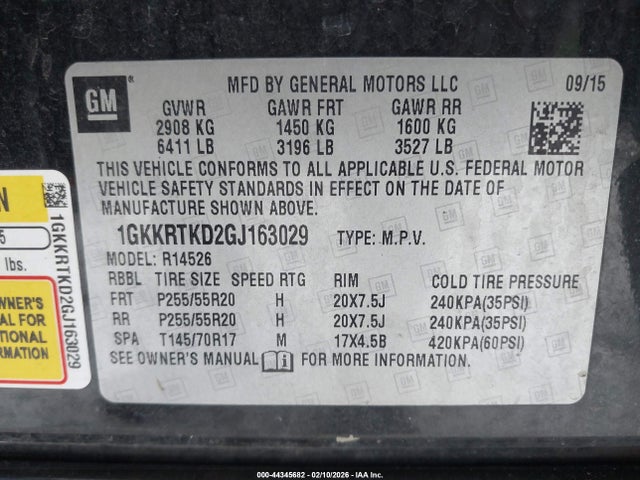 GM
MFD BY GENERAL MOTORS LLC 09/15
GVWR GAWR FRT GAWR RR
2908 KG 1450 KG 1600 KG
6411 LB 3196 LB 3527 LB
THIS VEHICLE CONFORMS TO ALL APPLICABLE U.S. FEDERAL MOTOR
VEHICLE SAFETY STANDARDS IN EFFECT ON THE DATE OF
MANUFACTURE SHOWN ABOVE.
1GKKRTKD2GJ163029 TYPE: M.P.V.
MODEL: R14526
RBBL TIRE SIZE SPEED RTG RIM COLD TIRE PRESSURE
FRT P255/55R20 H 20X7.5J 240KPA(35PSI)
RR P255/55R20 H 20X7.5J 240KPA(35PSI)
SPA T145/70R17 M 17X4.5B 420KPA(60PSI)
SEE OWNER'S MANUAL FOR MORE INFORMATION.
N
5
lbs.
OWNER'S
AL FOR
TIONAL
MATION
1GKKRTKD2GJ163029
000-44345682 - 02/10/2026 - IAA Inc.